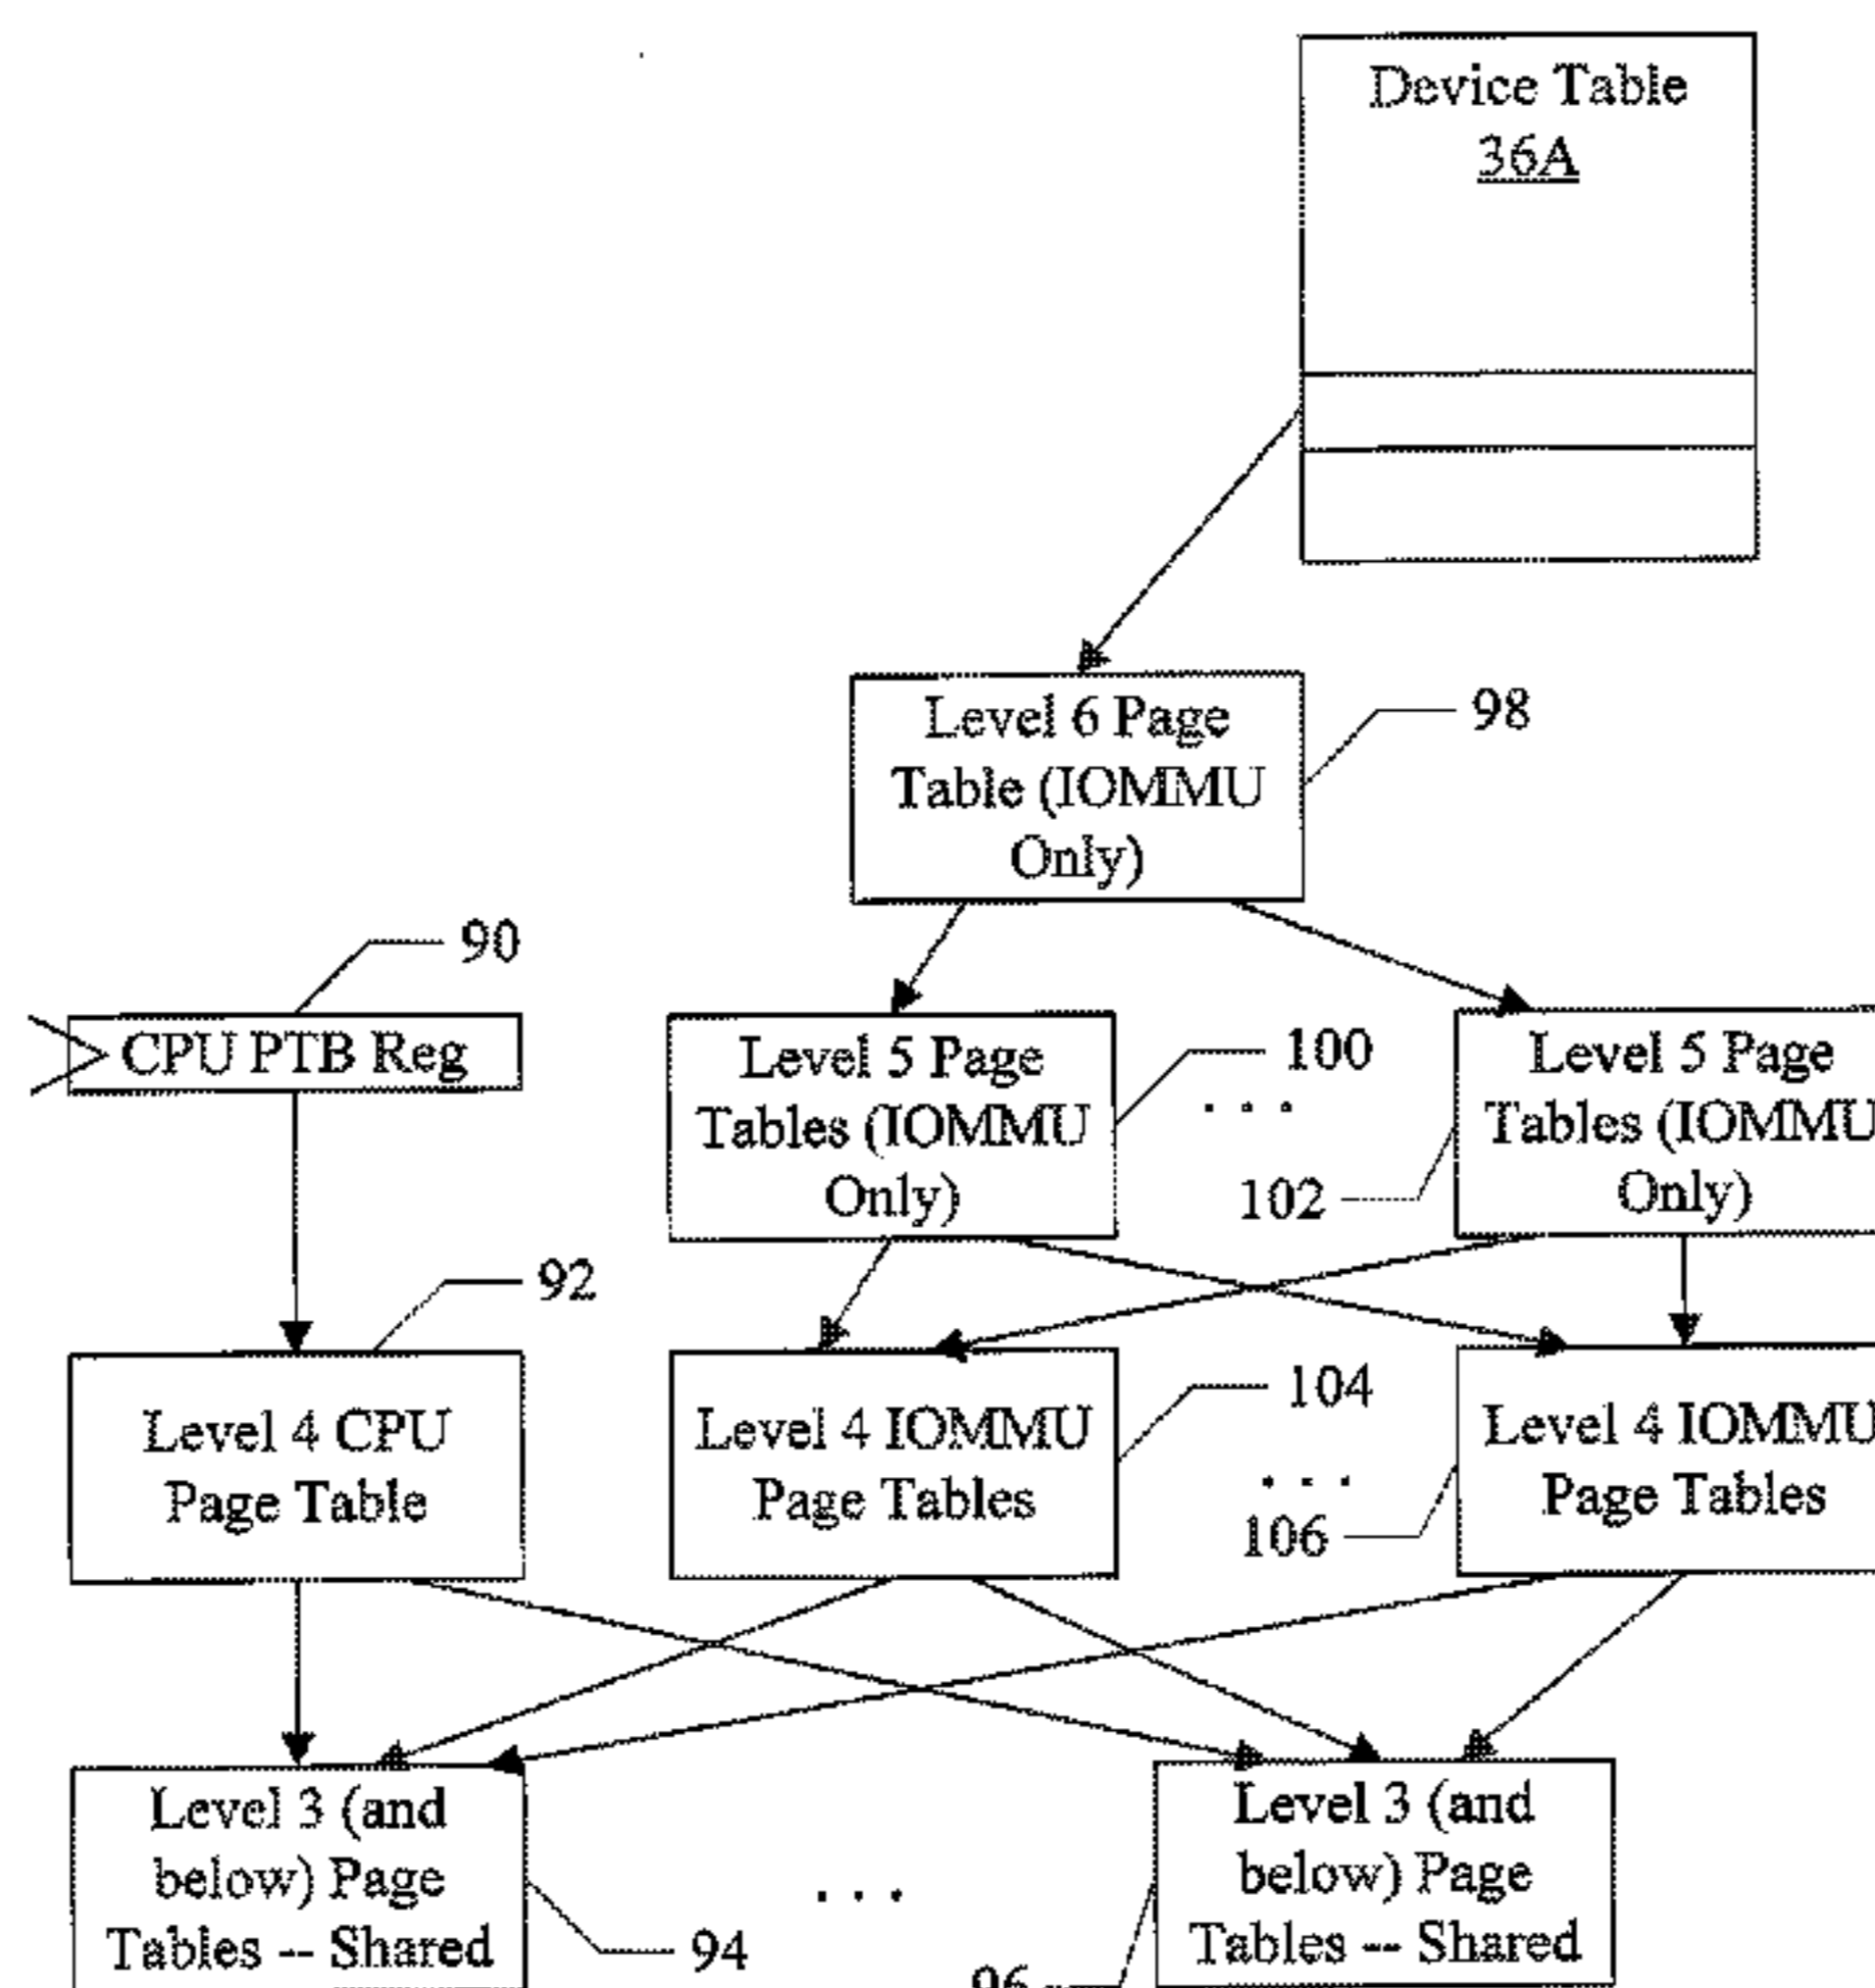 Device Table
36A
Level 6 Page
Table (IOMMU
Only)
98
90
CPU PTB Reg
Level 5 Page
Tables (IOMMU
Only)
100
. . .
102
Level 5 Page
Tables (IOMMU
Only)
92
Level 4 CPU
Page Table
Level 4 IOMMU
Page Tables
104
. . .
106
Level 4 IOMMU
Page Tables
Level 3 (and
below) Page
Tables -- Shared
94
. . .
96
Level 3 (and
below) Page
Tables -- Shared